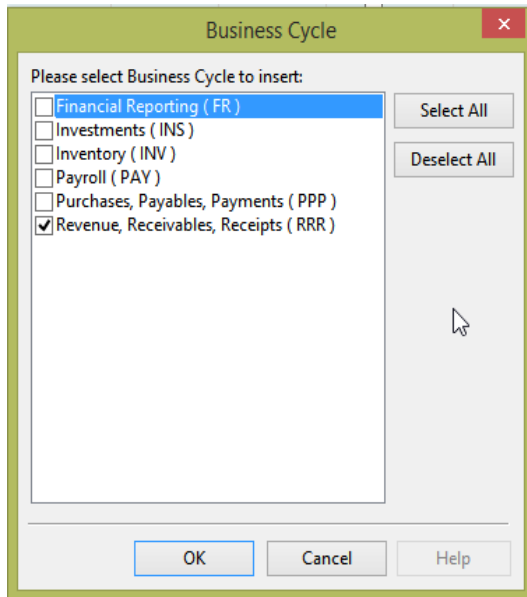 Business Cycle
Please select Business Cycle to insert:
Financial Reporting ( FR )
Investments ( INS )
Inventory ( INV )
Payroll ( PAY )
Purchases, Payables, Payments ( PPP )
Revenue, Receivables, Receipts ( RRR )
Select All
Deselect All
OK
Cancel
Help